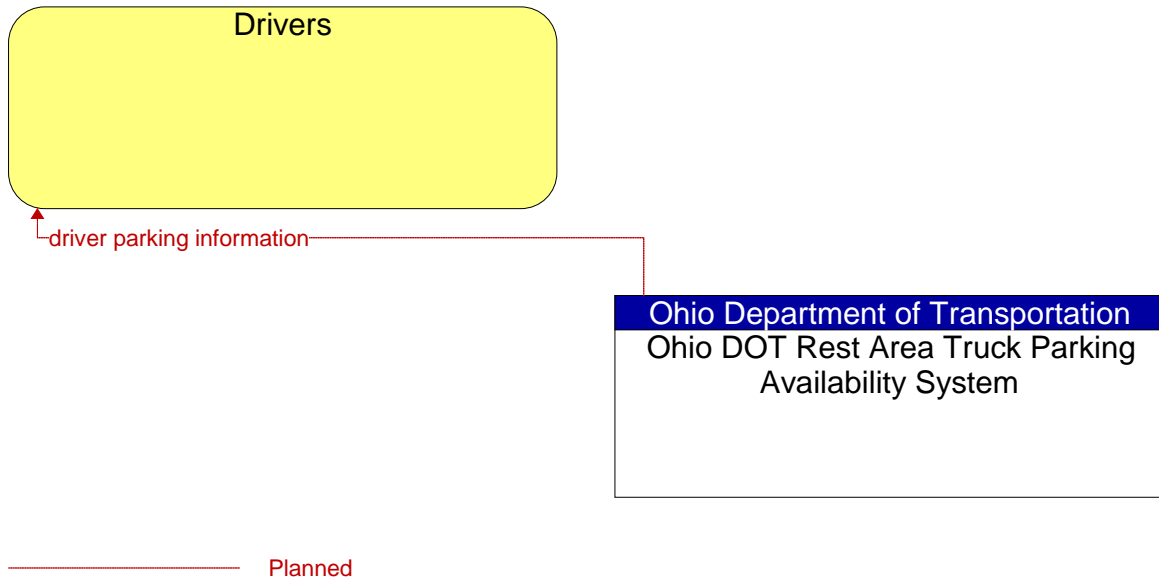 Drivers
driver parking information
Ohio Department of Transportation
Ohio DOT Rest Area Truck Parking
Availability System
Planned